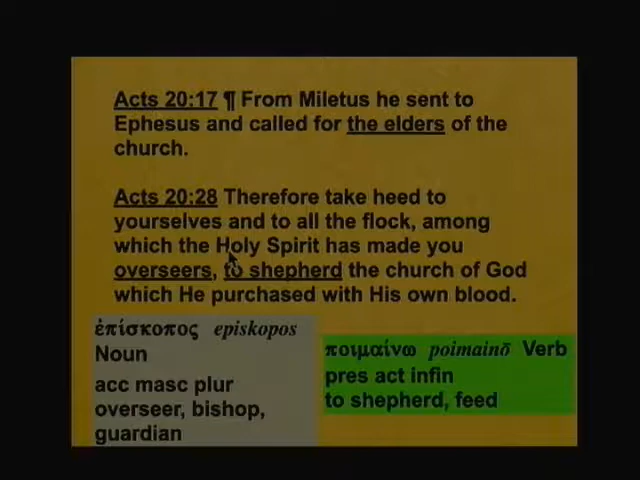 Acts 20:17 ¶ From Miletus he sent to
Ephesus and called for the elders of the
church.
Acts 20:28 Therefore take heed to
yourselves and to all the flock, among
which the Holy Spirit has made you
overseers, to shepherd the church of God
which He purchased with His own blood.
ἐπίσκοπος episkopos
Noun
acc masc plur
overseer, bishop,
guardian
ποιμαίνω poimainō Verb
pres act infin
to shepherd, feed